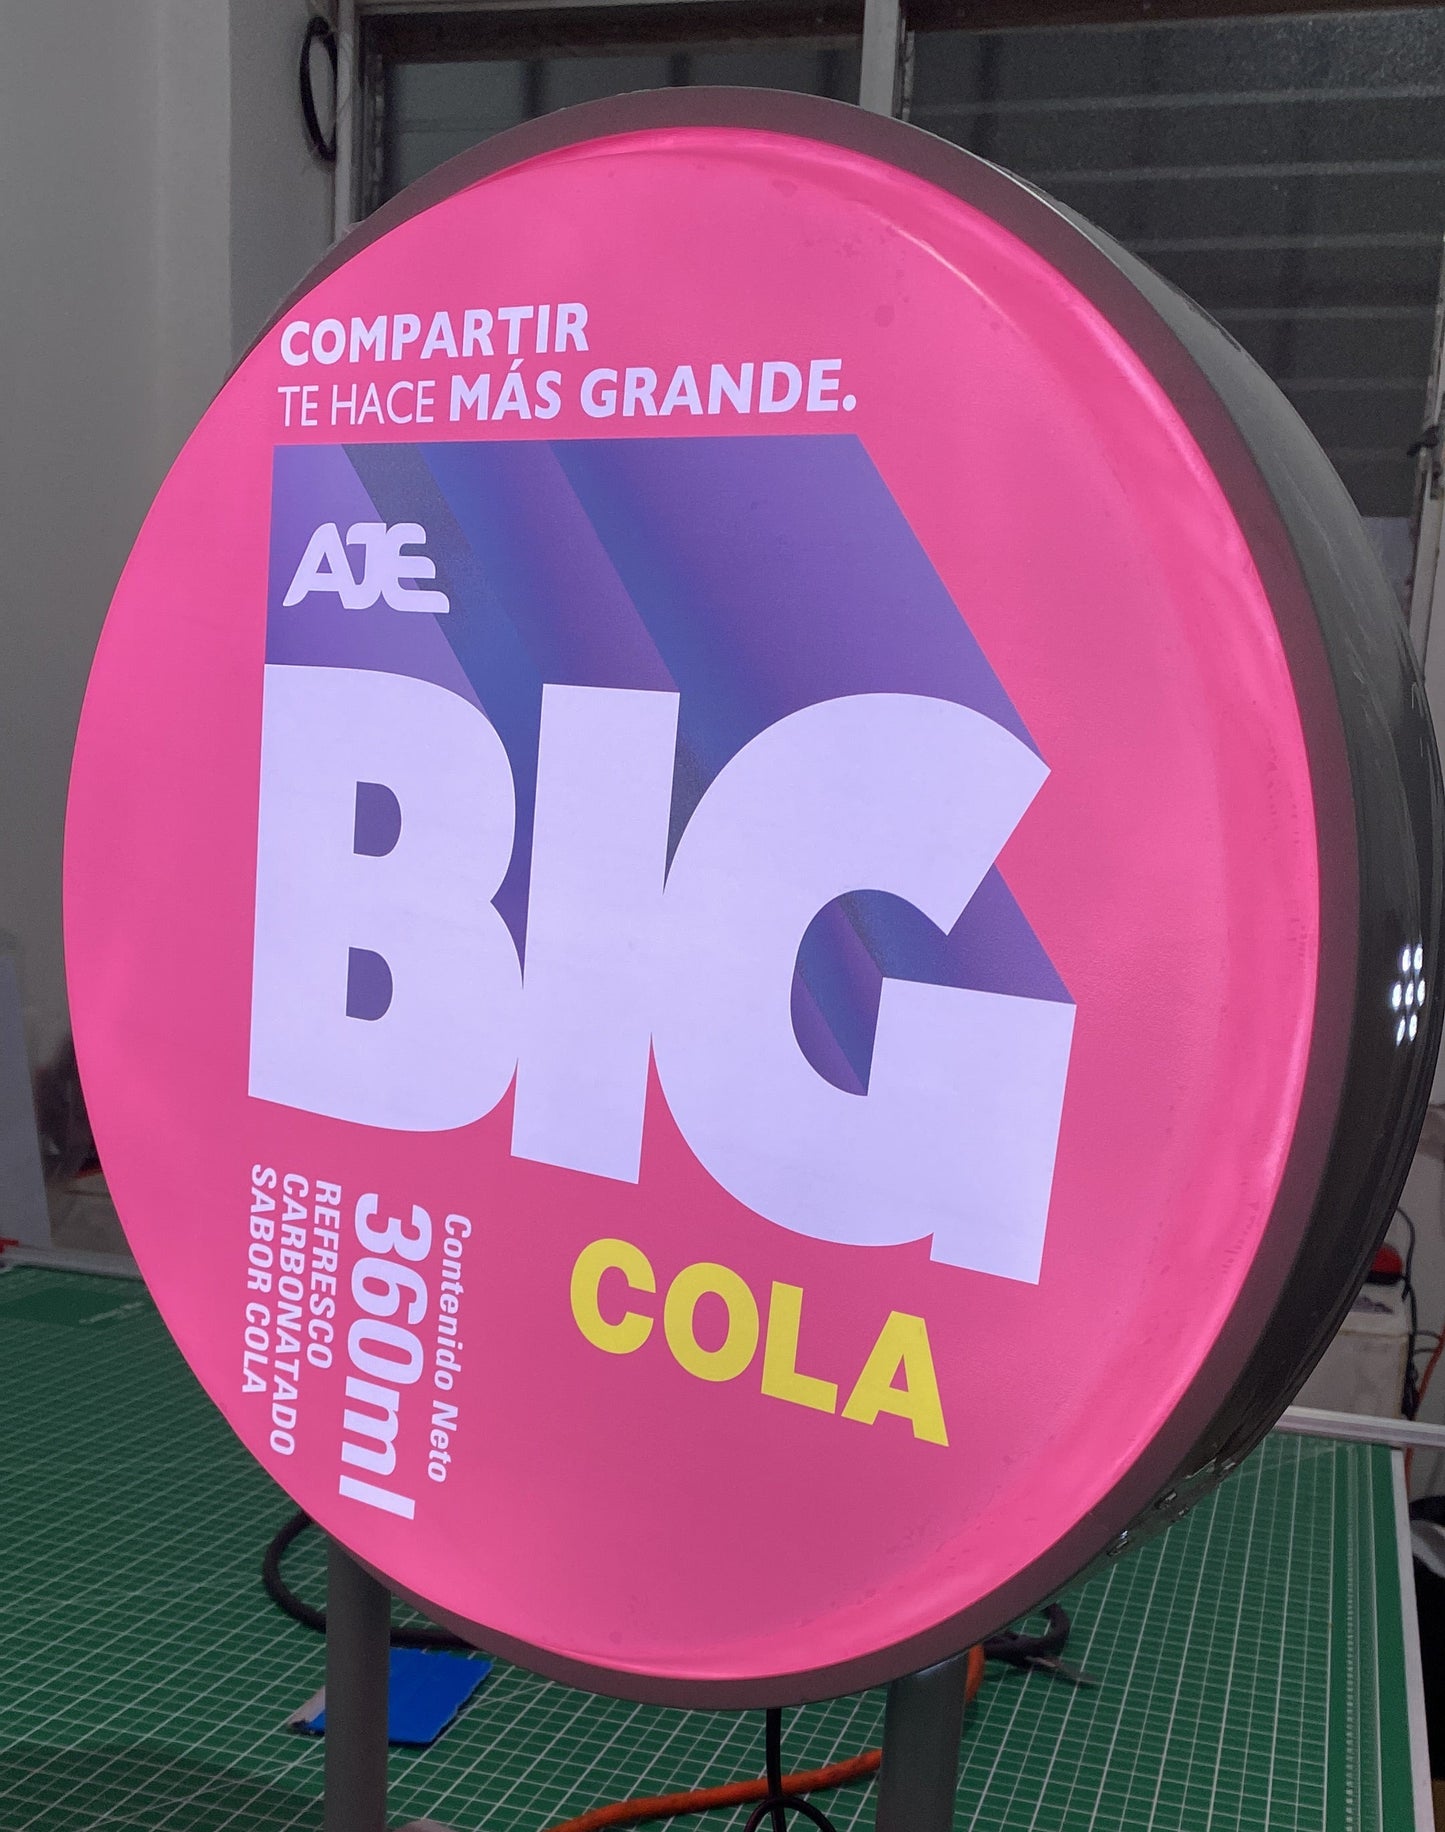 COMPARTIR
TE HACE MÁS GRANDE.
AJE
BIG
COLA
Contenido Neto
360ml
REFRESCO
CARBONATADO
SABOR COLA